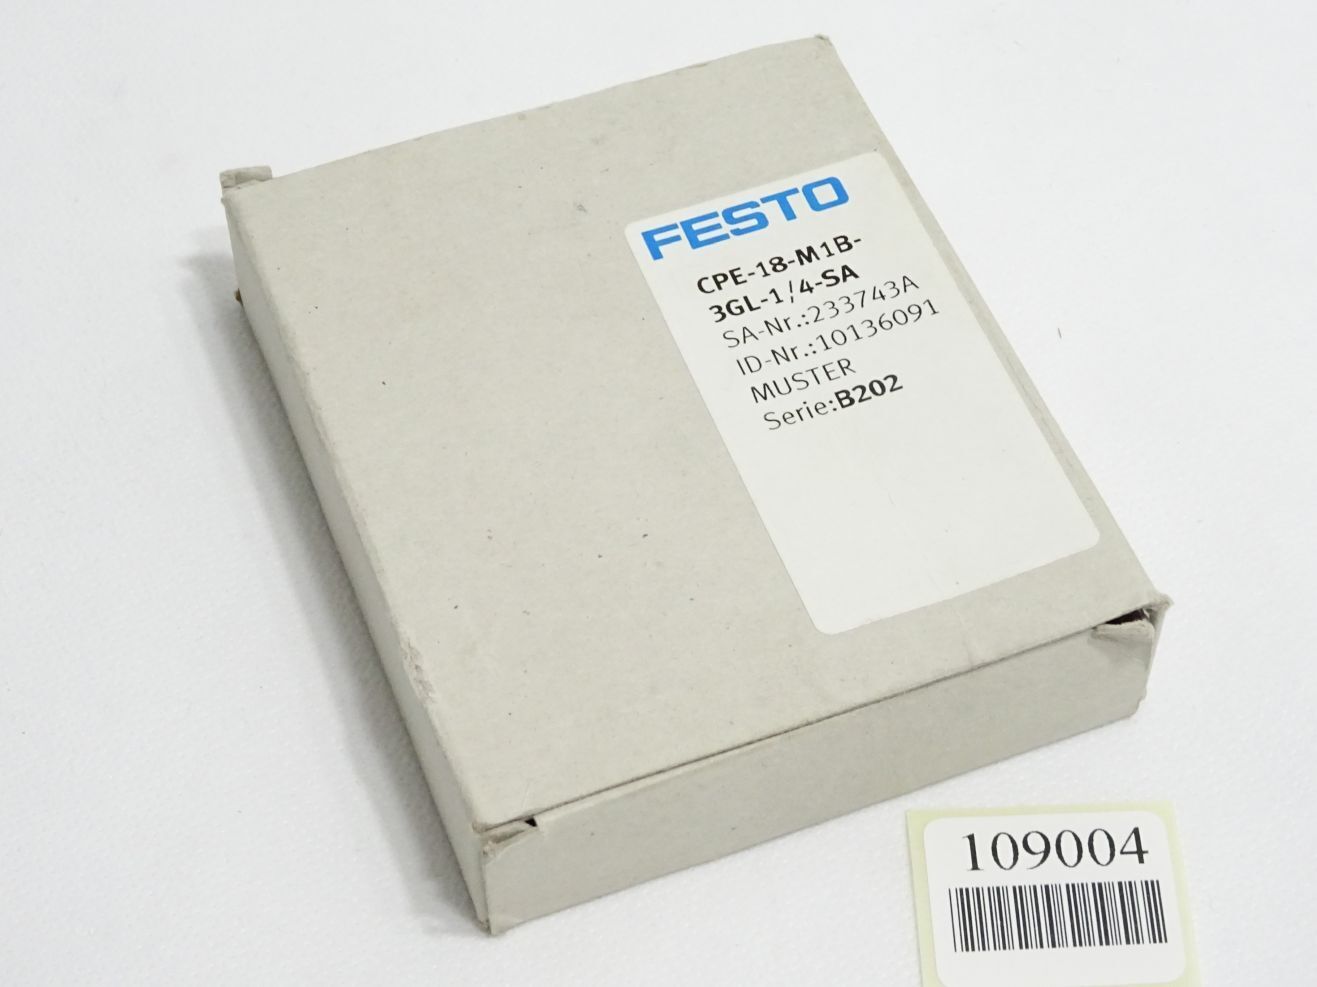 FESTO
CPE-18-M1B-
3GL-1/4-SA
SA-Nr.:233743A
ID-Nr.:10136091
MUSTER
Serie:B202
109004